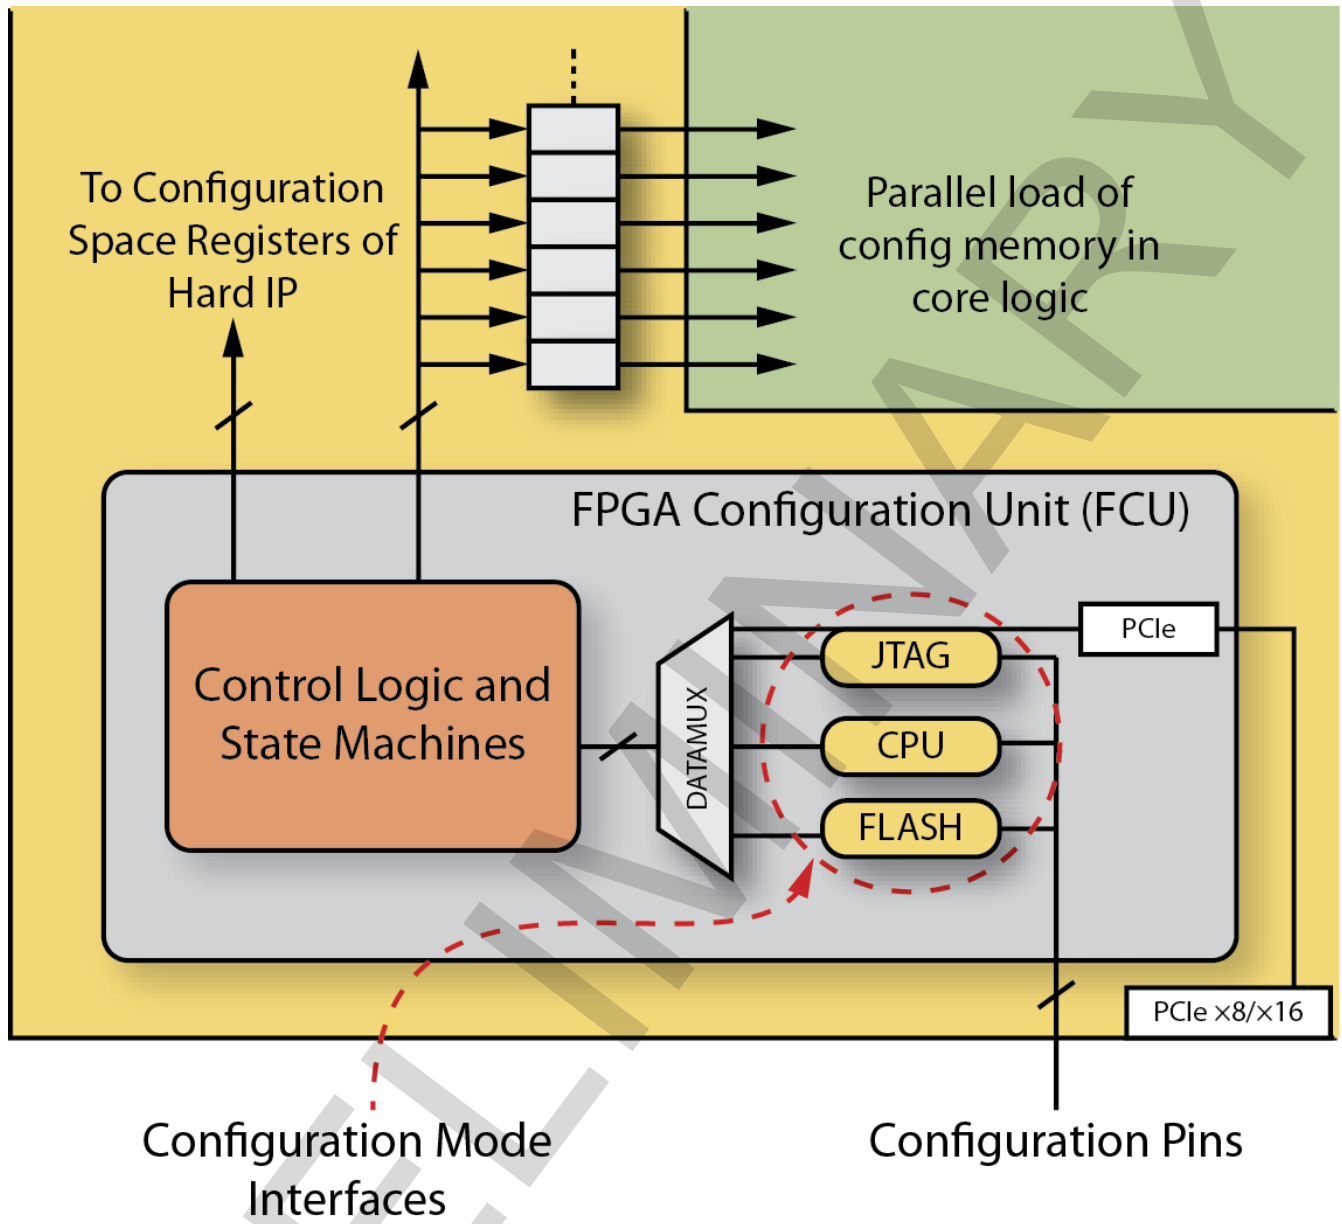 To Configuration
Space Registers of
Hard IP
Parallel load of
config memory in
core logic
FPGA Configuration Unit (FCU)
Control Logic and
State Machines
DATAMUX
JTAG
CPU
FLASH
PCIe
PCIe ×8/×16
Configuration Mode
Interfaces
Configuration Pins
ELIMINARY